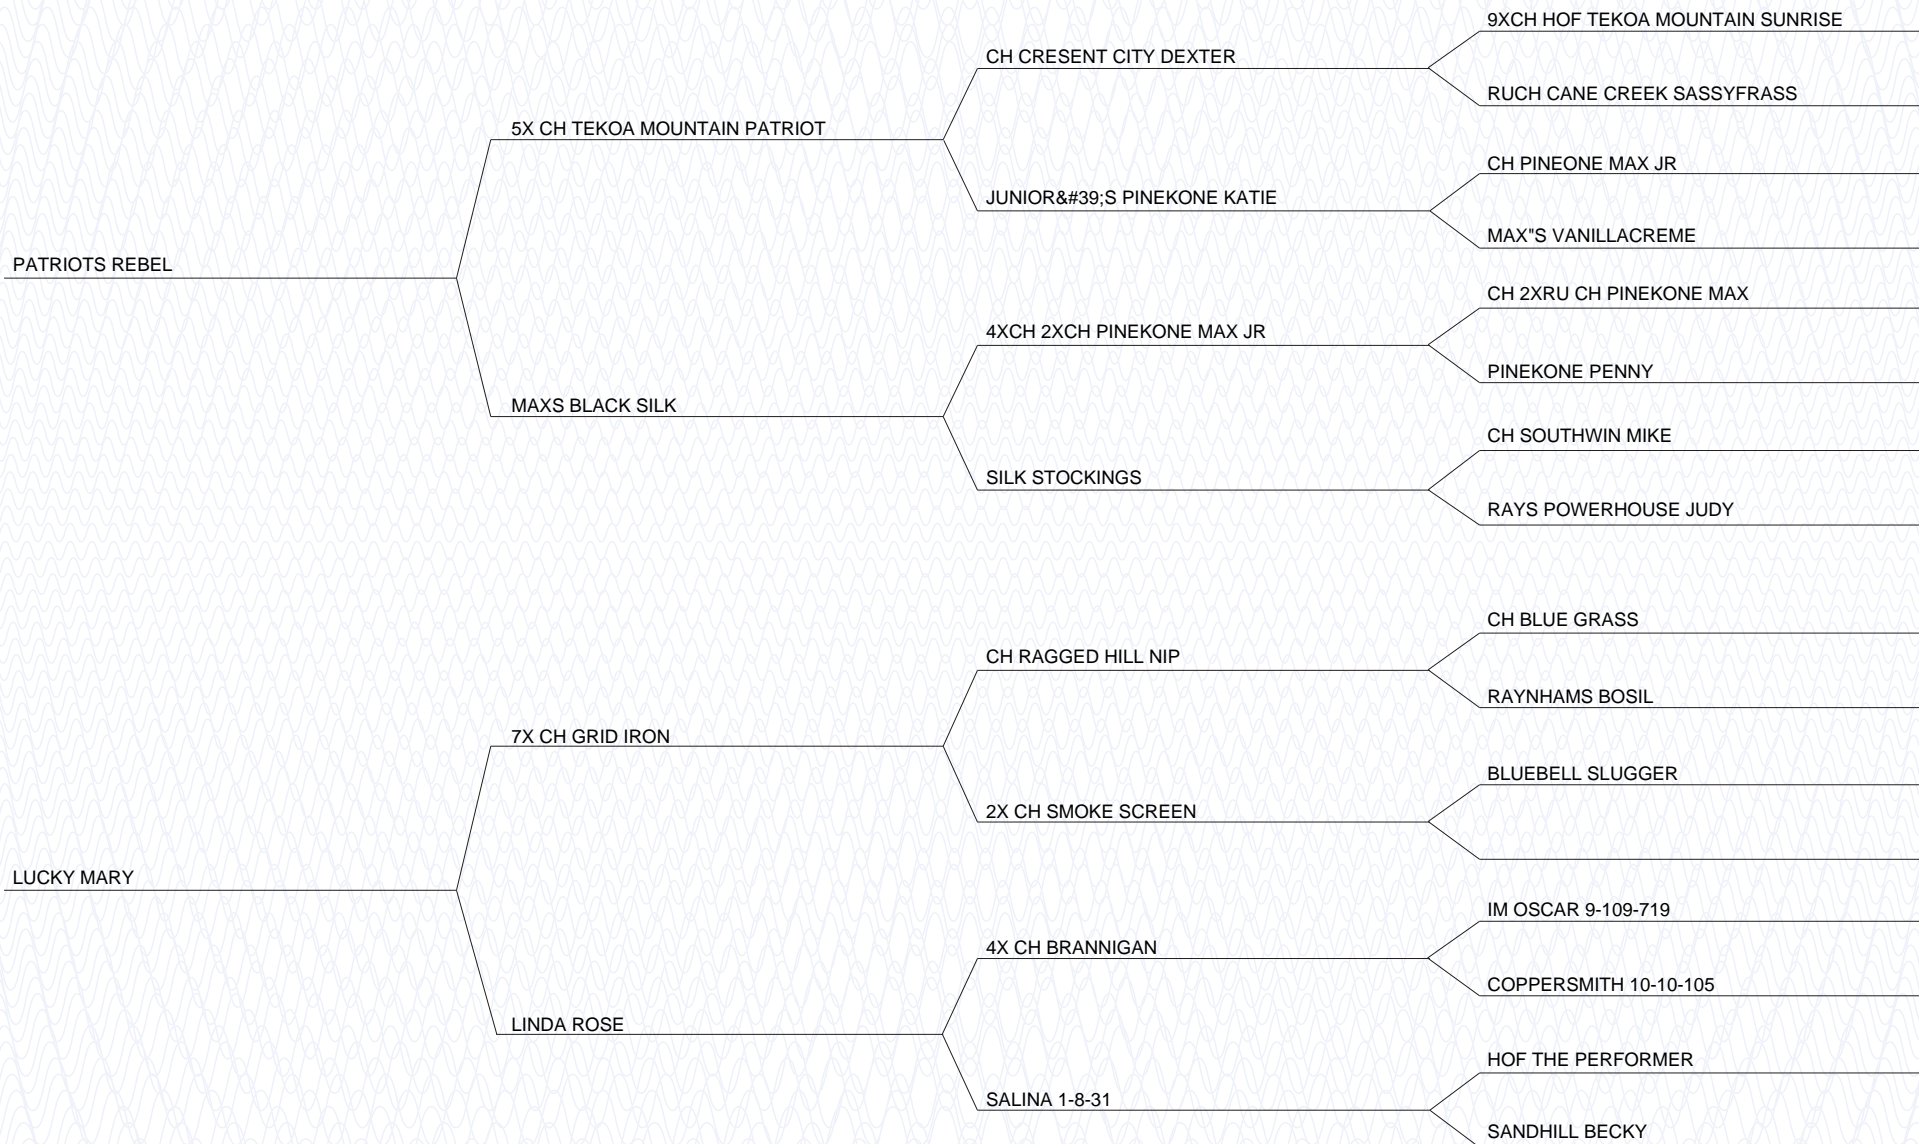 9XCH HOF TEKOA MOUNTAIN SUNRISE
CH CRESENT CITY DEXTER
RUCH CANE CREEK SASSYFRASS
5X CH TEKOA MOUNTAIN PATRIOT
CH PINEONE MAX JR
JUNIOR&#39;S PINEKONE KATIE
MAX"S VANILLACREME
PATRIOTS REBEL
CH 2XRU CH PINEKONE MAX
4XCH 2XCH PINEKONE MAX JR
PINEKONE PENNY
MAXS BLACK SILK
CH SOUTHWIN MIKE
SILK STOCKINGS
RAYS POWERHOUSE JUDY
CH BLUE GRASS
CH RAGGED HILL NIP
RAYNHAMS BOSIL
7X CH GRID IRON
BLUEBELL SLUGGER
2X CH SMOKE SCREEN
LUCKY MARY
IM OSCAR 9-109-719
4X CH BRANNIGAN
COPPERSMITH 10-10-105
LINDA ROSE
HOF THE PERFORMER
SALINA 1-8-31
SANDHILL BECKY